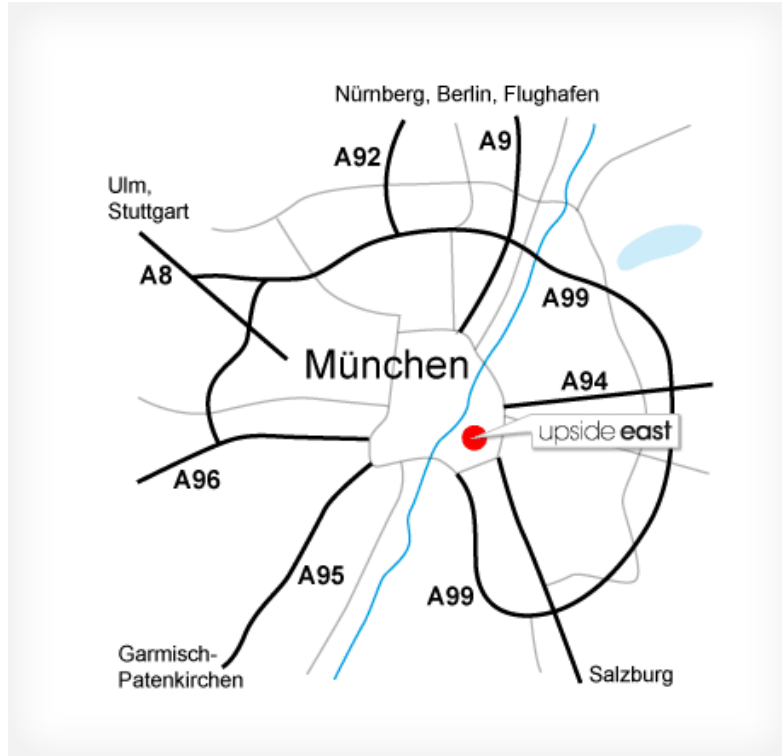 Nürnberg, Berlin, Flughafen
A92
A9
Ulm,
Stuttgart
A8
A99
München
A94
upside east
A96
A95
A99
Garmisch-
Patenkirchen
Salzburg